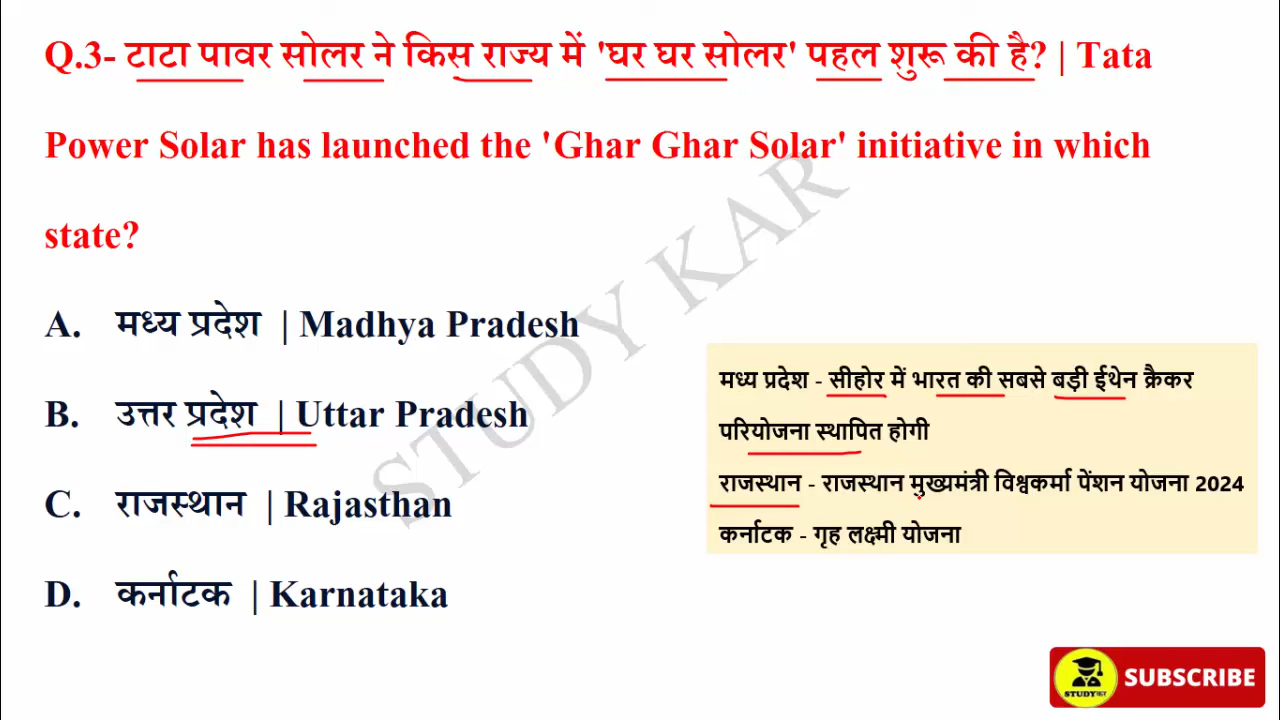 Q.3- टाटा पावर सोलर ने किस राज्य में 'घर घर सोलर' पहल शुरू की है? | Tata
Power Solar has launched the 'Ghar Ghar Solar' initiative in which
state?
A. मध्य प्रदेश | Madhya Pradesh
B. उत्तर प्रदेश | Uttar Pradesh
C. राजस्थान | Rajasthan
D. कर्नाटक | Karnataka
मध्य प्रदेश - सीहोर में भारत की सबसे बड़ी ईथेन क्रैकर
परियोजना स्थापित होगी
राजस्थान - राजस्थान मुख्यमंत्री विश्वकर्मा पेंशन योजना 2024
कर्नाटक - गृह लक्ष्मी योजना
STUDY KAR
STUDY कर
SUBSCRIBE